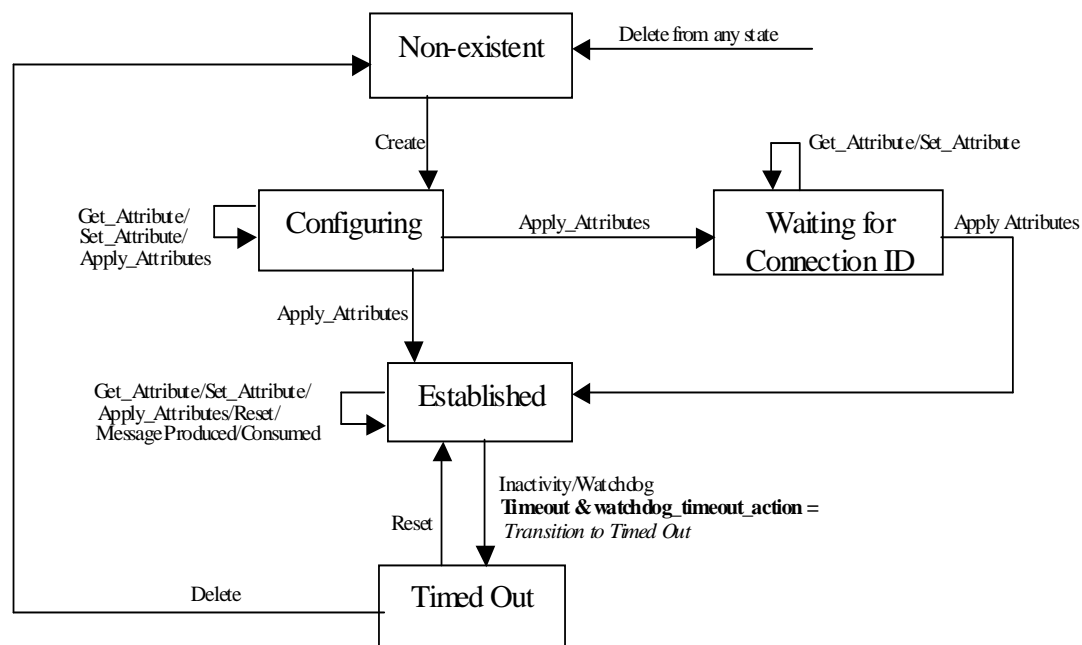 Non-existent
Delete from any state
Create
Get_Attribute/Set_Attribute
Get_Attribute/
Set_Attribute/
Apply_Attributes
Configuring
Apply_Attributes
Waiting for
Connection ID
Apply Attributes
Apply_Attributes
Get_Attribute/Set_Attribute/
Apply_Attributes/Reset/
Message Produced/Consumed
Established
Inactivity/Watchdog
Timeout & watchdog_timeout_action =
Transition to Timed Out
Reset
Delete
Timed Out